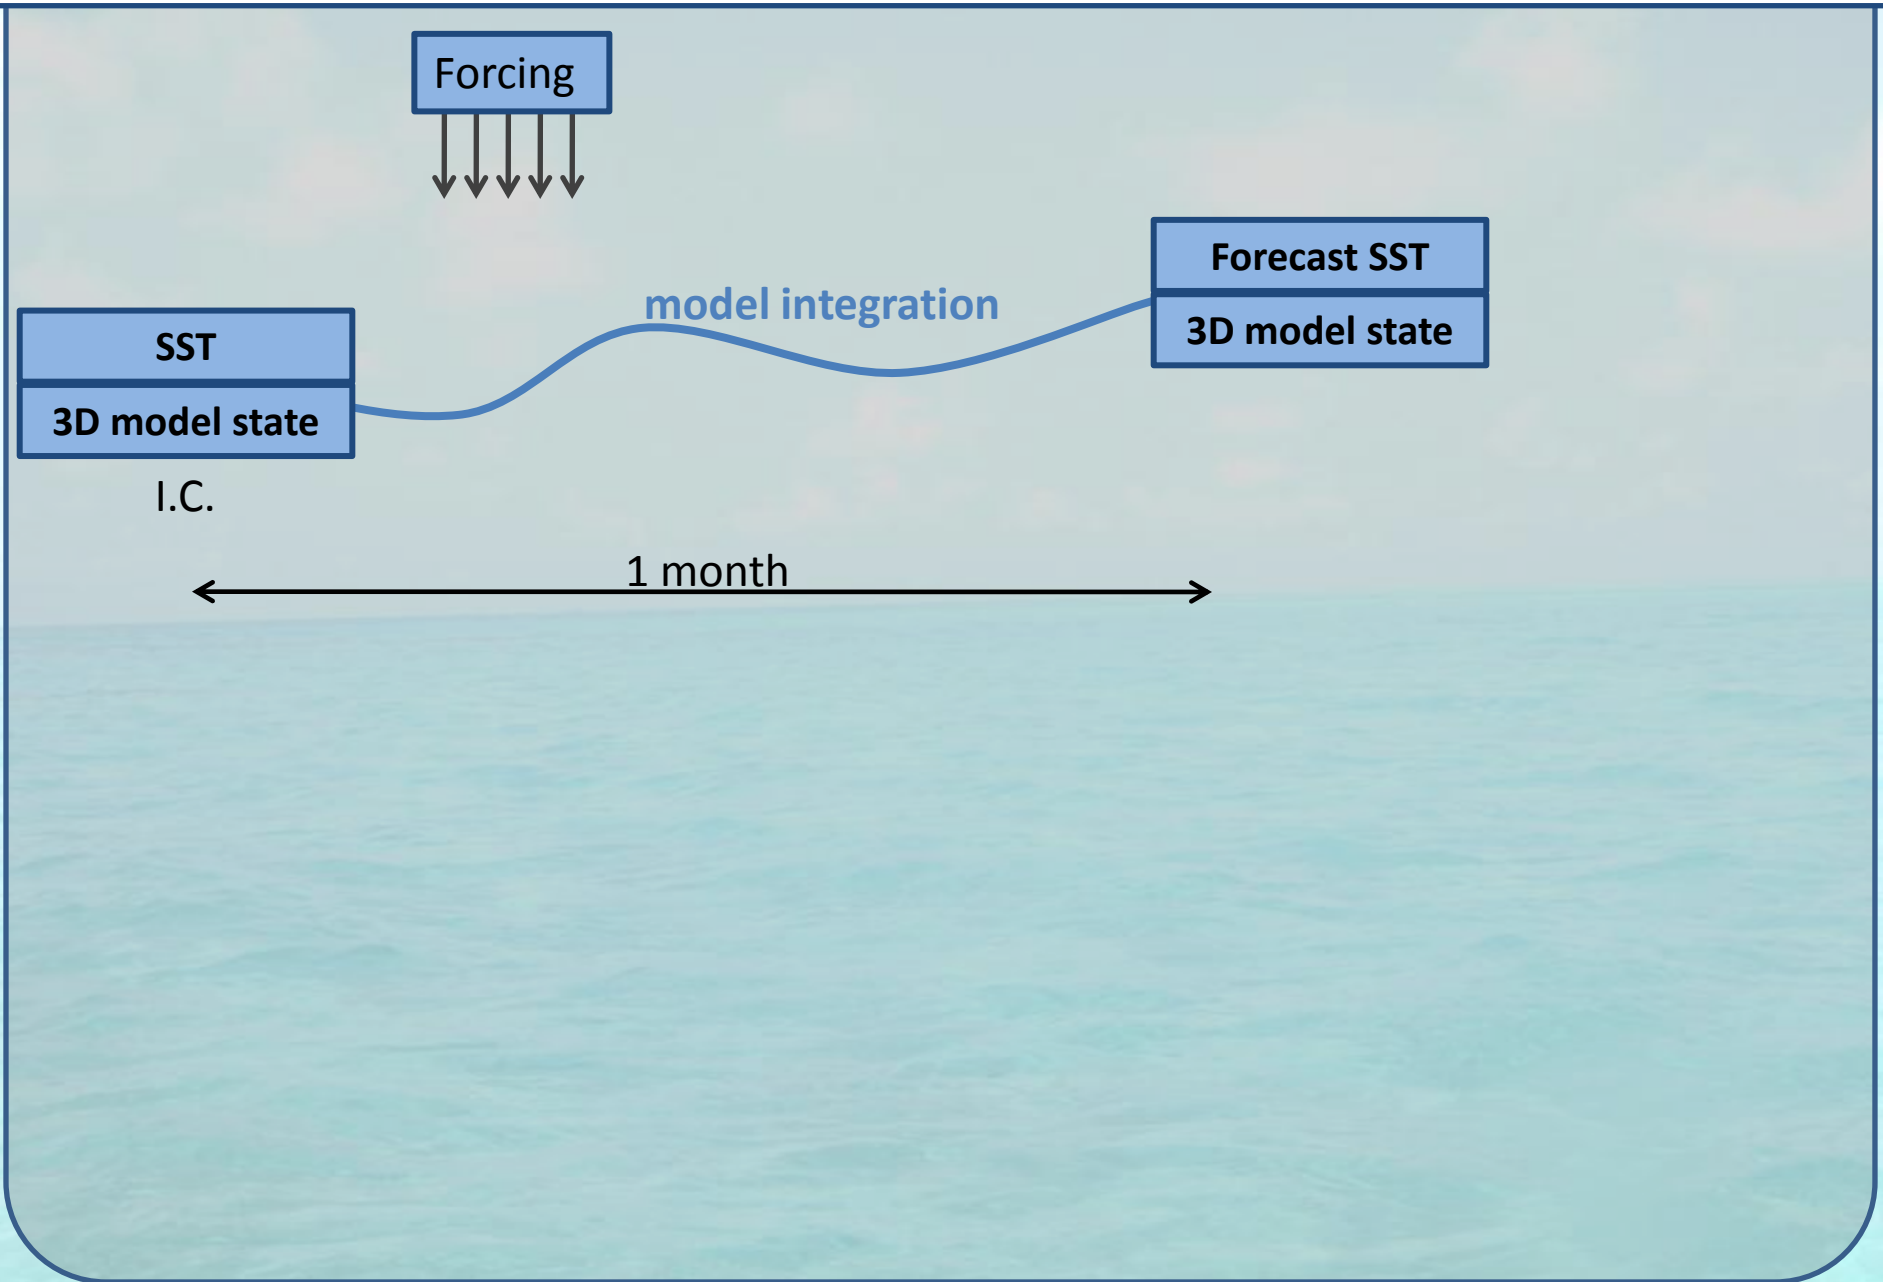 Forcing
Forecast SST
model integration
3D model state
SST
3D model state
I.C.
1 month